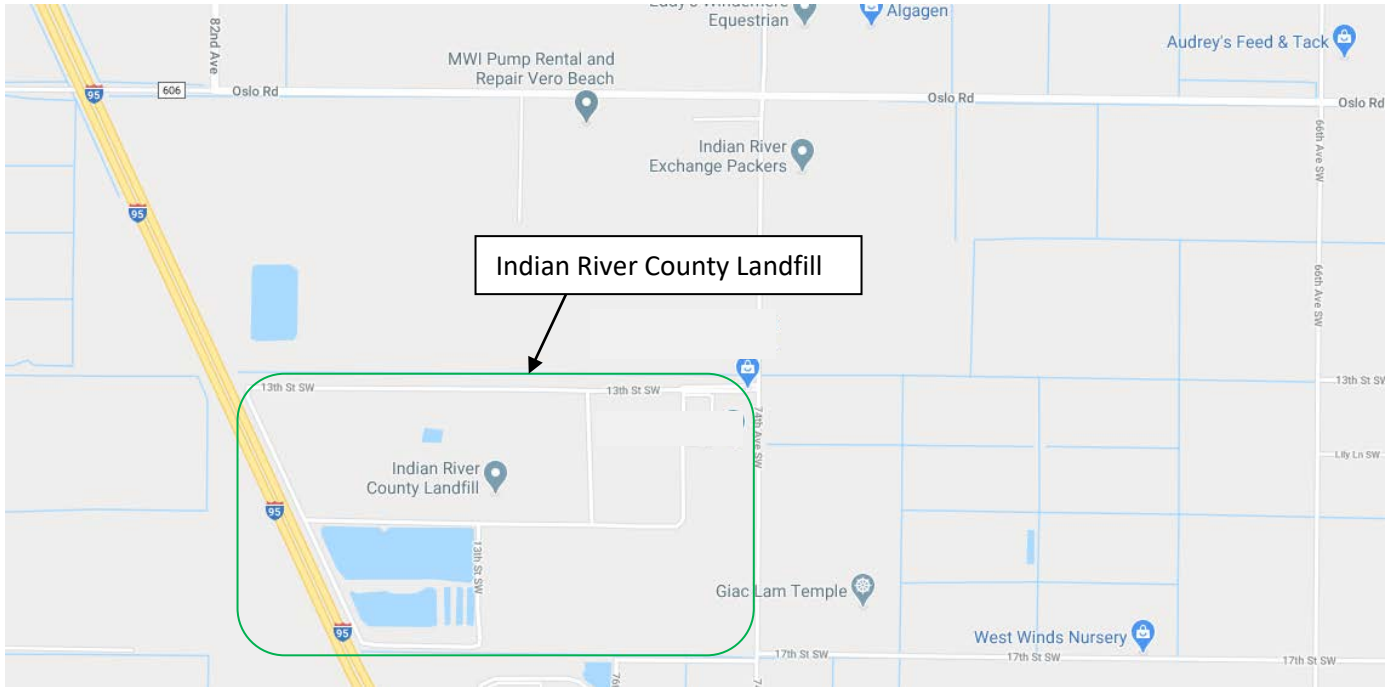 Equestrian
Algagen
Audrey's Feed & Tack
82nd Ave
MWI Pump Rental and
Repair Vero Beach
95
606
Oslo Rd
Oslo Rd
Oslo Rd
66th Ave SW
Indian River
Exchange Packers
95
Indian River County Landfill
66th Ave SW
13th St SW
13th St SW
13th St SW
74th Ave SW
Indian River
County Landfill
Lily Ln SW
95
13th St SW
Giac Lam Temple
95
West Winds Nursery
17th St SW
17th St SW
17th St SW